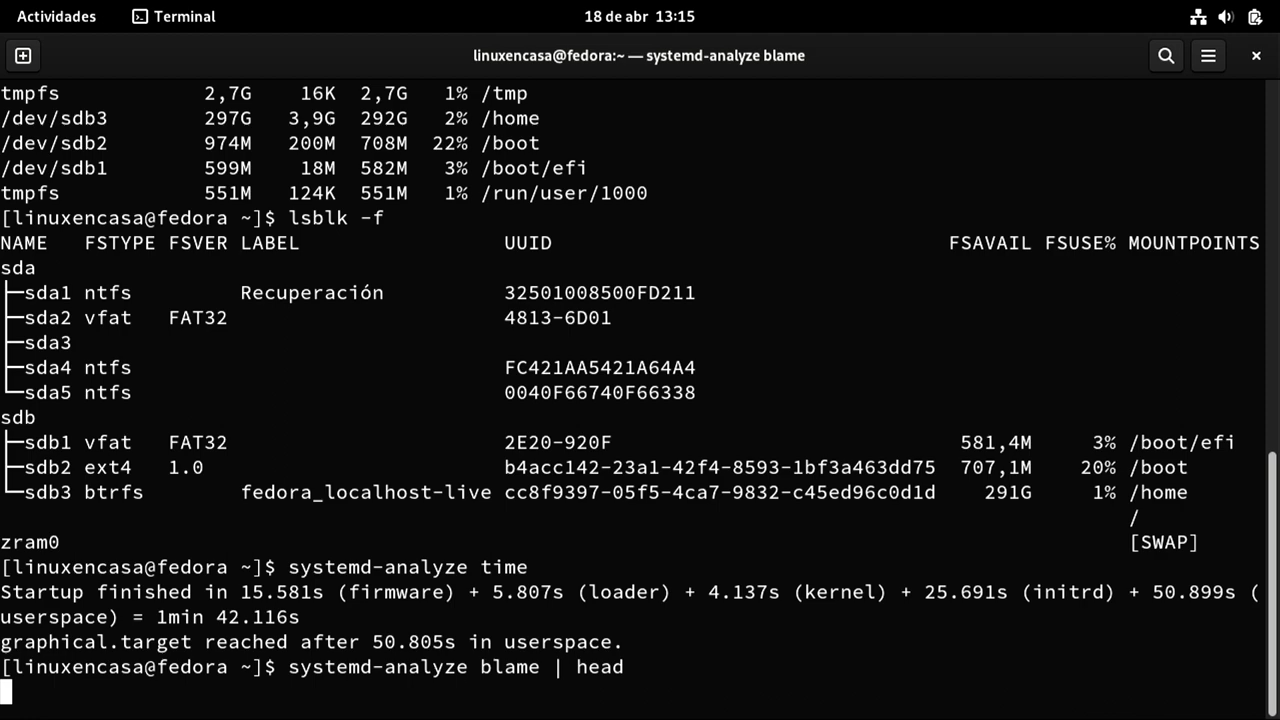 Actividades Terminal 18 de abr 13:15
linuxencasa@fedora:~ — systemd-analyze blame
tmpfs 2,7G 16K 2,7G 1% /tmp
/dev/sdb3 297G 3,9G 292G 2% /home
/dev/sdb2 974M 200M 708M 22% /boot
/dev/sdb1 599M 18M 582M 3% /boot/efi
tmpfs 551M 124K 551M 1% /run/user/1000
[linuxencasa@fedora ~]$ lsblk -f
NAME FSTYPE FSVER LABEL UUID FSAVAIL FSUSE% MOUNTPOINTS
sda
├─sda1 ntfs Recuperación 32501008500FD211
├─sda2 vfat FAT32 4813-6D01
├─sda3
├─sda4 ntfs FC421AA5421A64A4
└─sda5 ntfs 0040F66740F66338
sdb
├─sdb1 vfat FAT32 2E20-920F 581,4M 3% /boot/efi
├─sdb2 ext4 1.0 b4acc142-23a1-42f4-8593-1bf3a463dd75 707,1M 20% /boot
└─sdb3 btrfs fedora_localhost-live cc8f9397-05f5-4ca7-9832-c45ed96c0d1d 291G 1% /home
/
zram0 [SWAP]
[linuxencasa@fedora ~]$ systemd-analyze time
Startup finished in 15.581s (firmware) + 5.807s (loader) + 4.137s (kernel) + 25.691s (initrd) + 50.899s (
userspace) = 1min 42.116s
graphical.target reached after 50.805s in userspace.
[linuxencasa@fedora ~]$ systemd-analyze blame | head